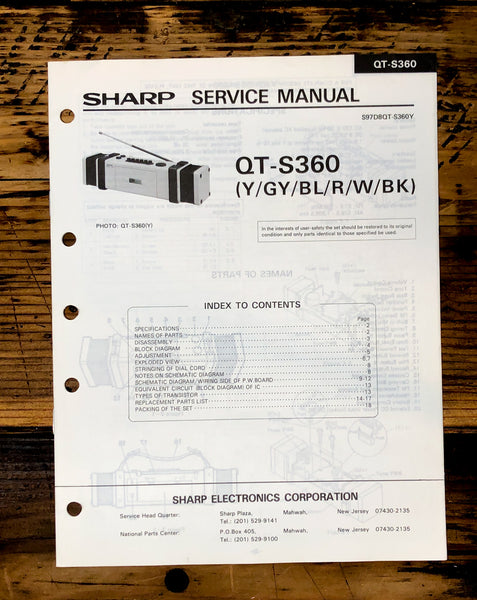 QT-S360
SHARP SERVICE MANUAL
S97D8QT-S360Y
QT-S360
(Y/GY/BL/R/W/BK)
PHOTO: QT-S360(Y)
In the interests of user-safety the set should be restored to its original
condition and only parts identical to those specified be used.
INDEX TO CONTENTS
Page
SPECIFICATIONS 2
NAMES OF PARTS 2
DISASSEMBLY 3
BLOCK DIAGRAM 4
ADJUSTMENT 5
EXPLODED VIEW 6,7
STRINGING OF DIAL CORD 8
NOTES ON SCHEMATIC DIAGRAM 8
SCHEMATIC DIAGRAM/WIRING SIDE OF P.W.BOARD 9-12
EQUIVALENT CIRCUIT (BLOCK DIAGRAM) OF IC 13
TYPES OF TRANSISTOR 13
REPLACEMENT PARTS LIST 14-17
PACKING OF THE SET 18
SHARP ELECTRONICS CORPORATION
Service Head Quarter: Sharp Plaza, Mahwah, New Jersey 07430-2135
Tel.: (201) 529-9141
National Parts Center: P.O.Box 405, Mahwah, New Jersey 07430-2135
Tel.: (201) 529-9100